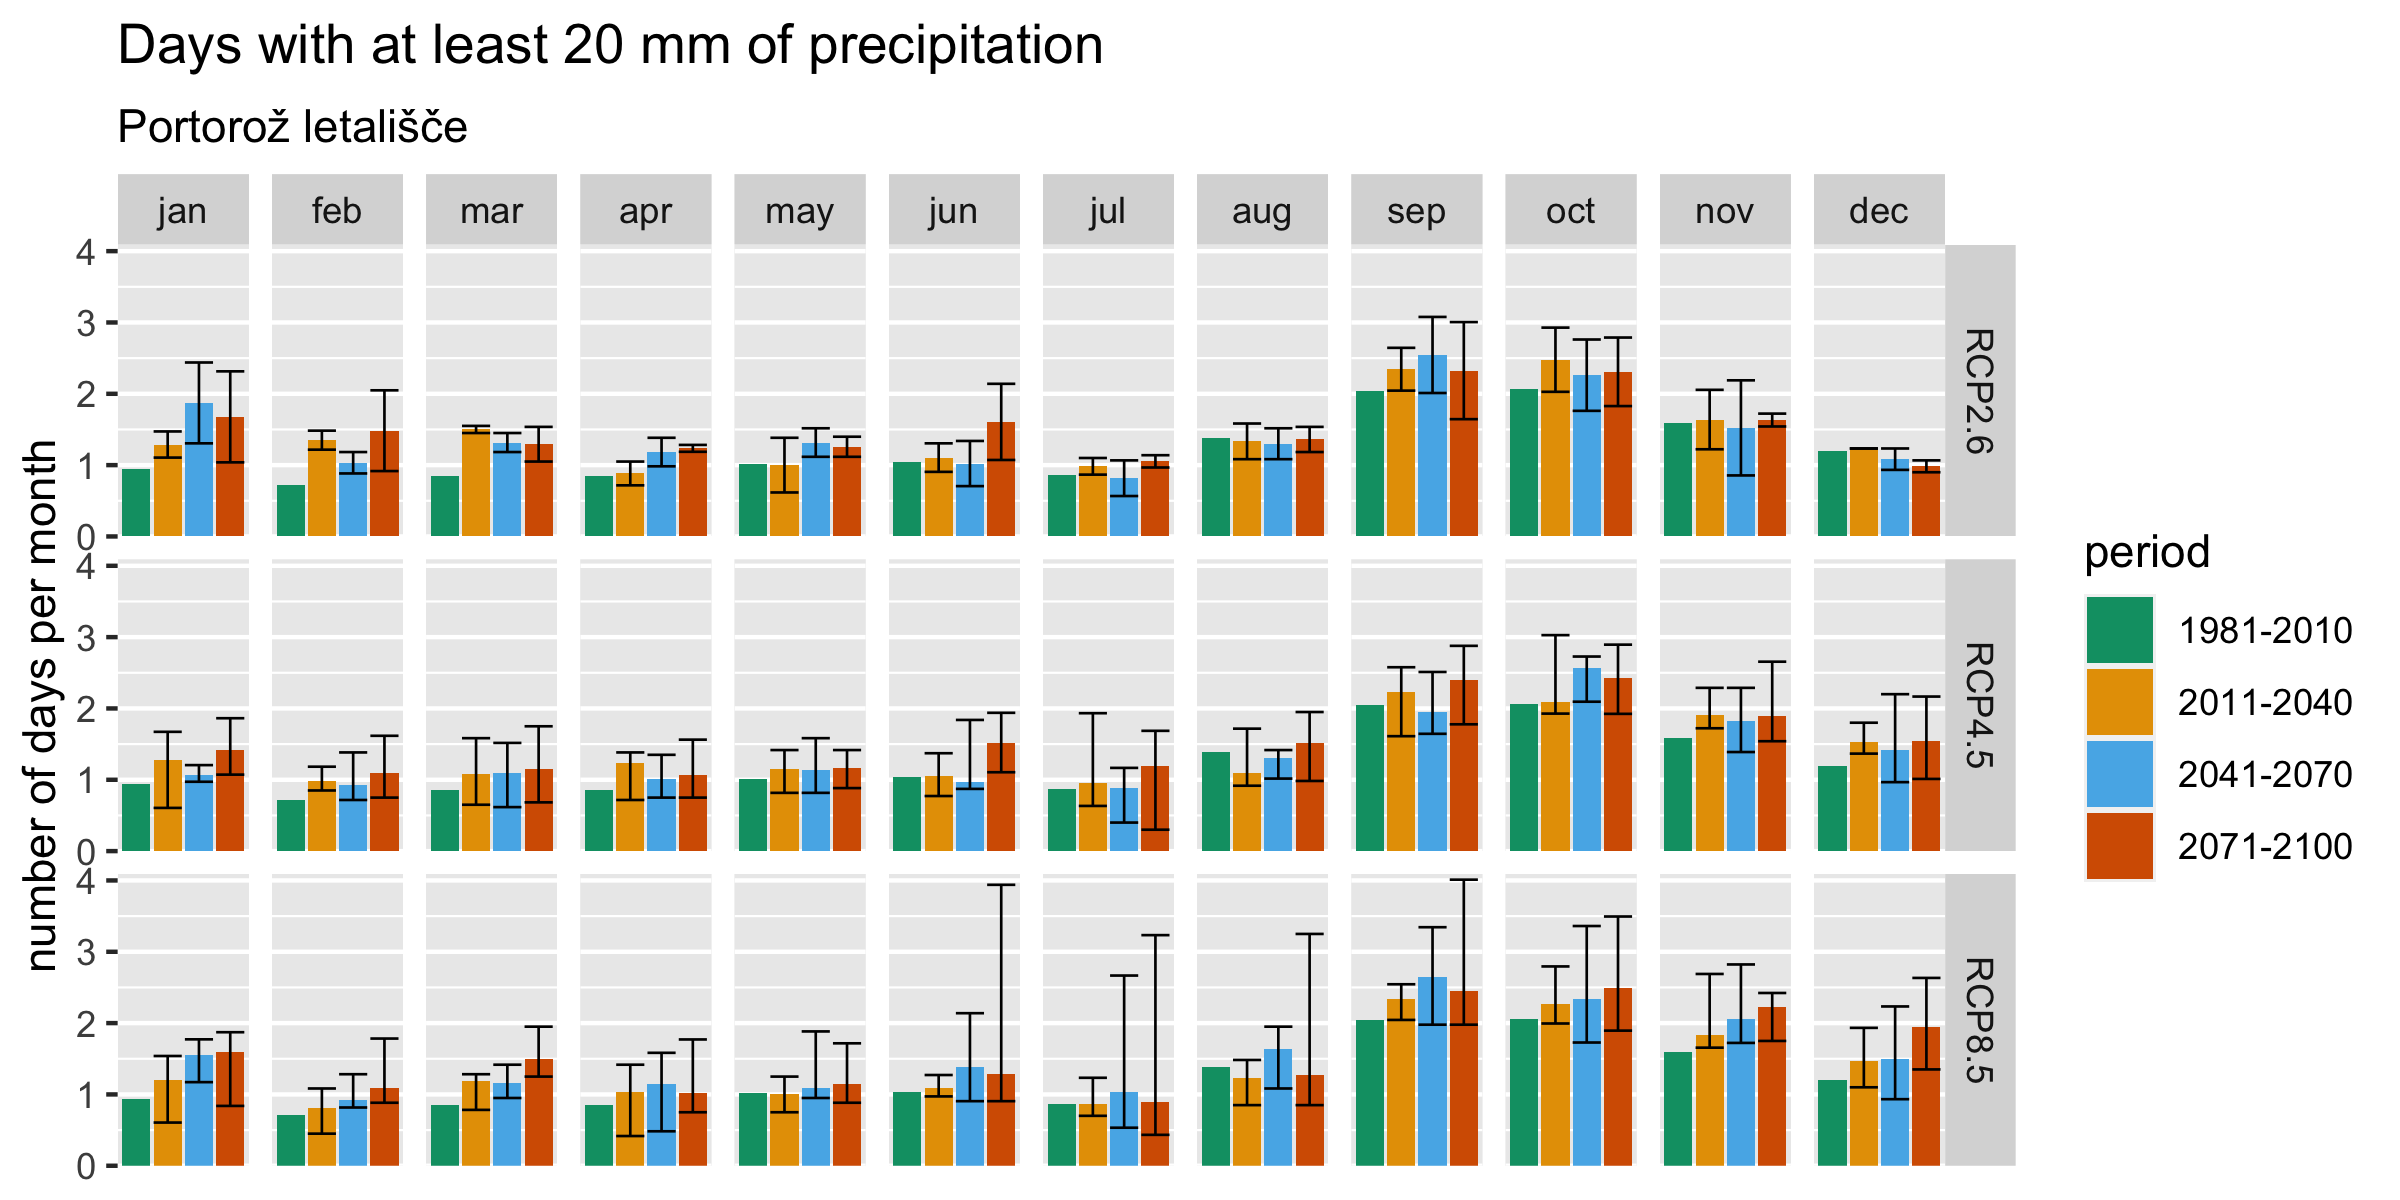 Days with at least 20 mm of precipitation
Portorož letališče
jan feb mar apr may jun jul aug sep oct nov dec
number of days per month
4
3
2
1
0
RCP2.6
4
3
2
1
0
RCP4.5
4
3
2
1
0
RCP8.5
period
1981-2010
2011-2040
2041-2070
2071-2100